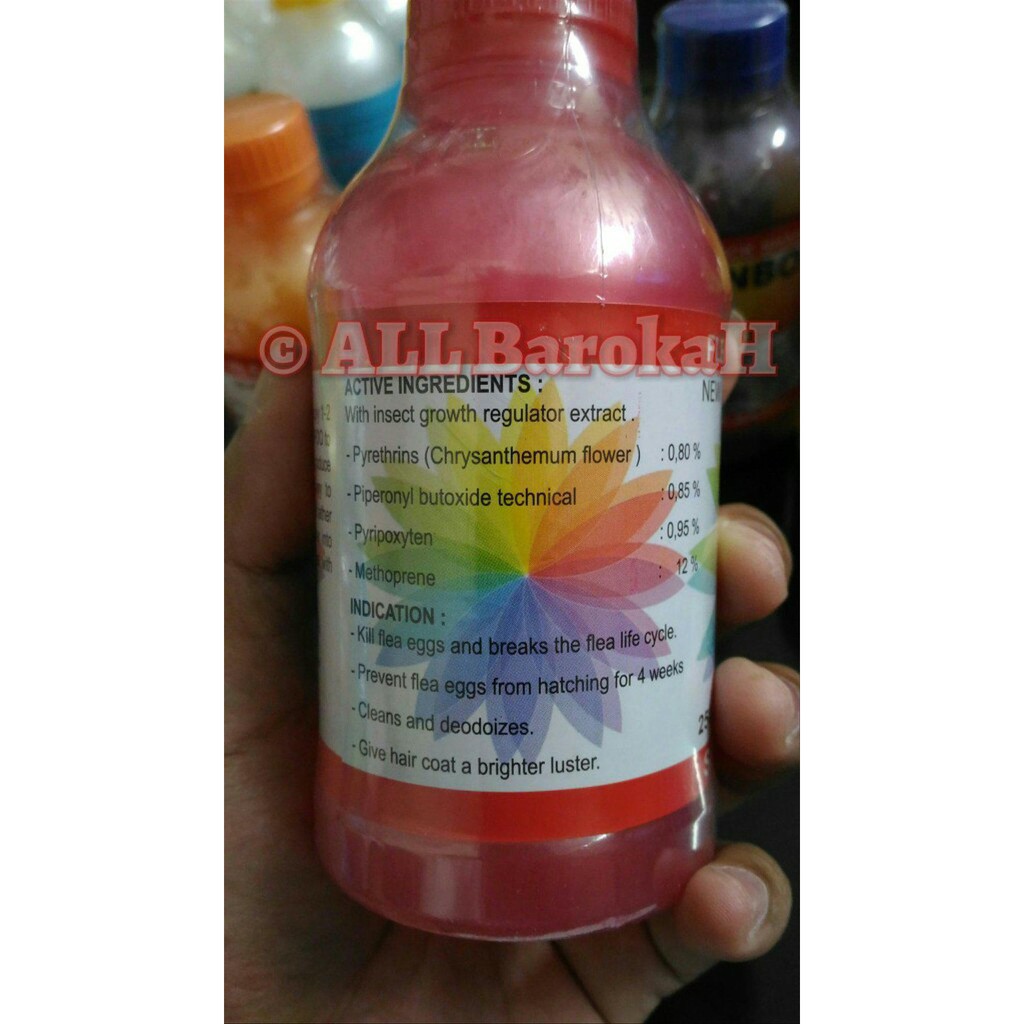 © ALL BarokaH
ACTIVE INGREDIENTS :
With insect growth regulator extract .
-Pyrethrins (Chrysanthemum flower ) : 0,80 %
-Piperonyl butoxide technical : 0,85 %
-Pyripoxyten : 0,95 %
-Methoprene : 12 %
INDICATION :
-Kill flea eggs and breaks the flea life cycle.
-Prevent flea eggs from hatching for 4 weeks
-Cleans and deodoizes.
-Give hair coat a brighter luster.
NEW